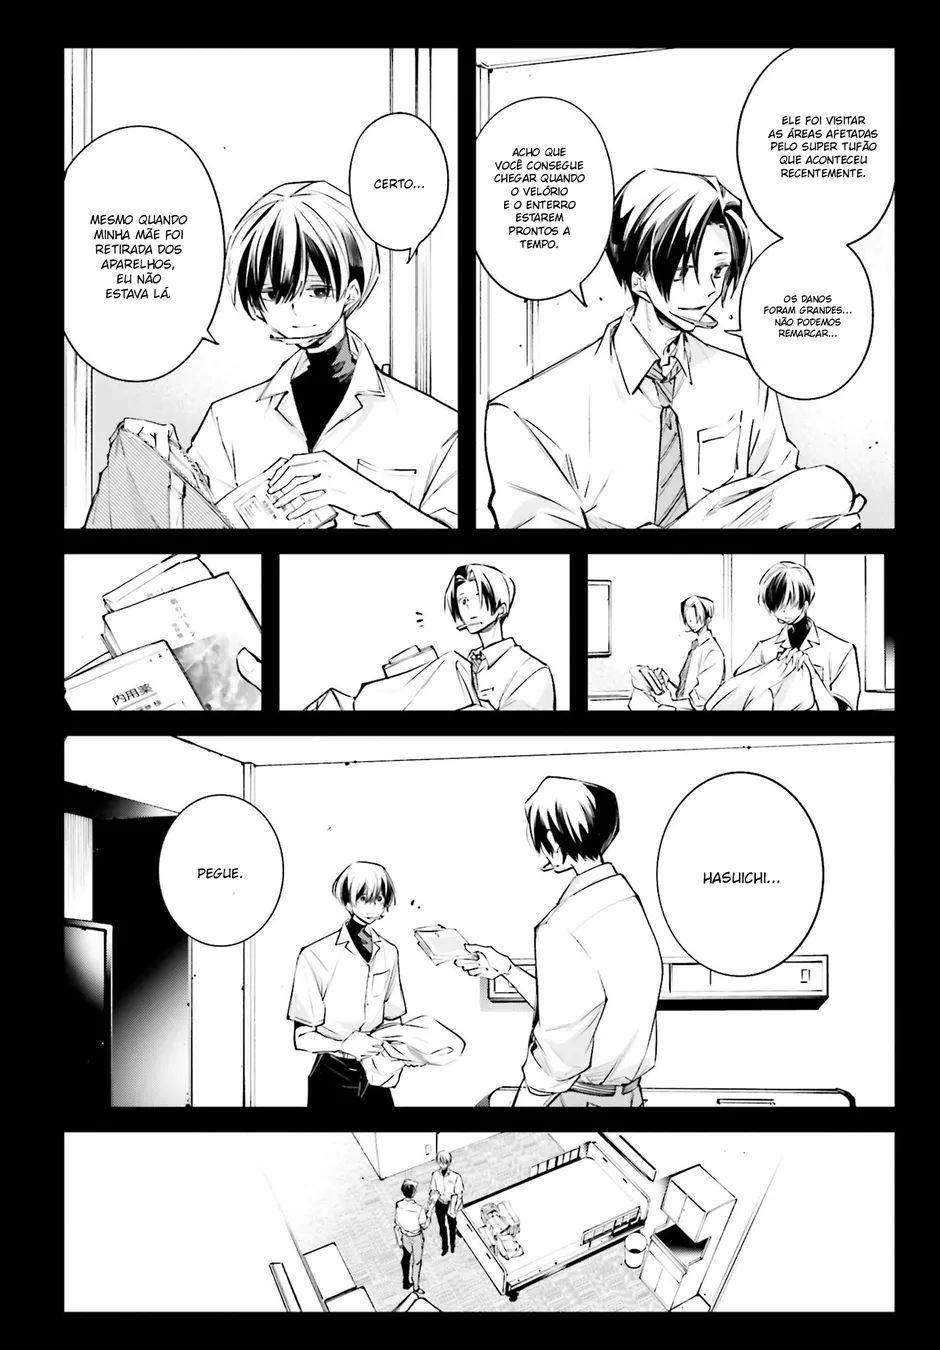 ELE FOI VISITAR
AS ÁREAS AFETADAS
PELO SUPER TUFÃO
QUE ACONTECEU
RECENTEMENTE.
OS DANOS
FORAM GRANDES...
NÃO PODEMOS
REMARCAR...
ACHO QUE
VOCÊ CONSEGUE
CHEGAR QUANDO
O VELÓRIO
E O ENTERRO
ESTAREM
PRONTOS A
TEMPO.
CERTO...
MESMO QUANDO
MINHA MÃE FOI
RETIRADA DOS
APARELHOS,
EU NÃO
ESTAVA LÁ.
内用薬
HASUICHI...
PEGUE.